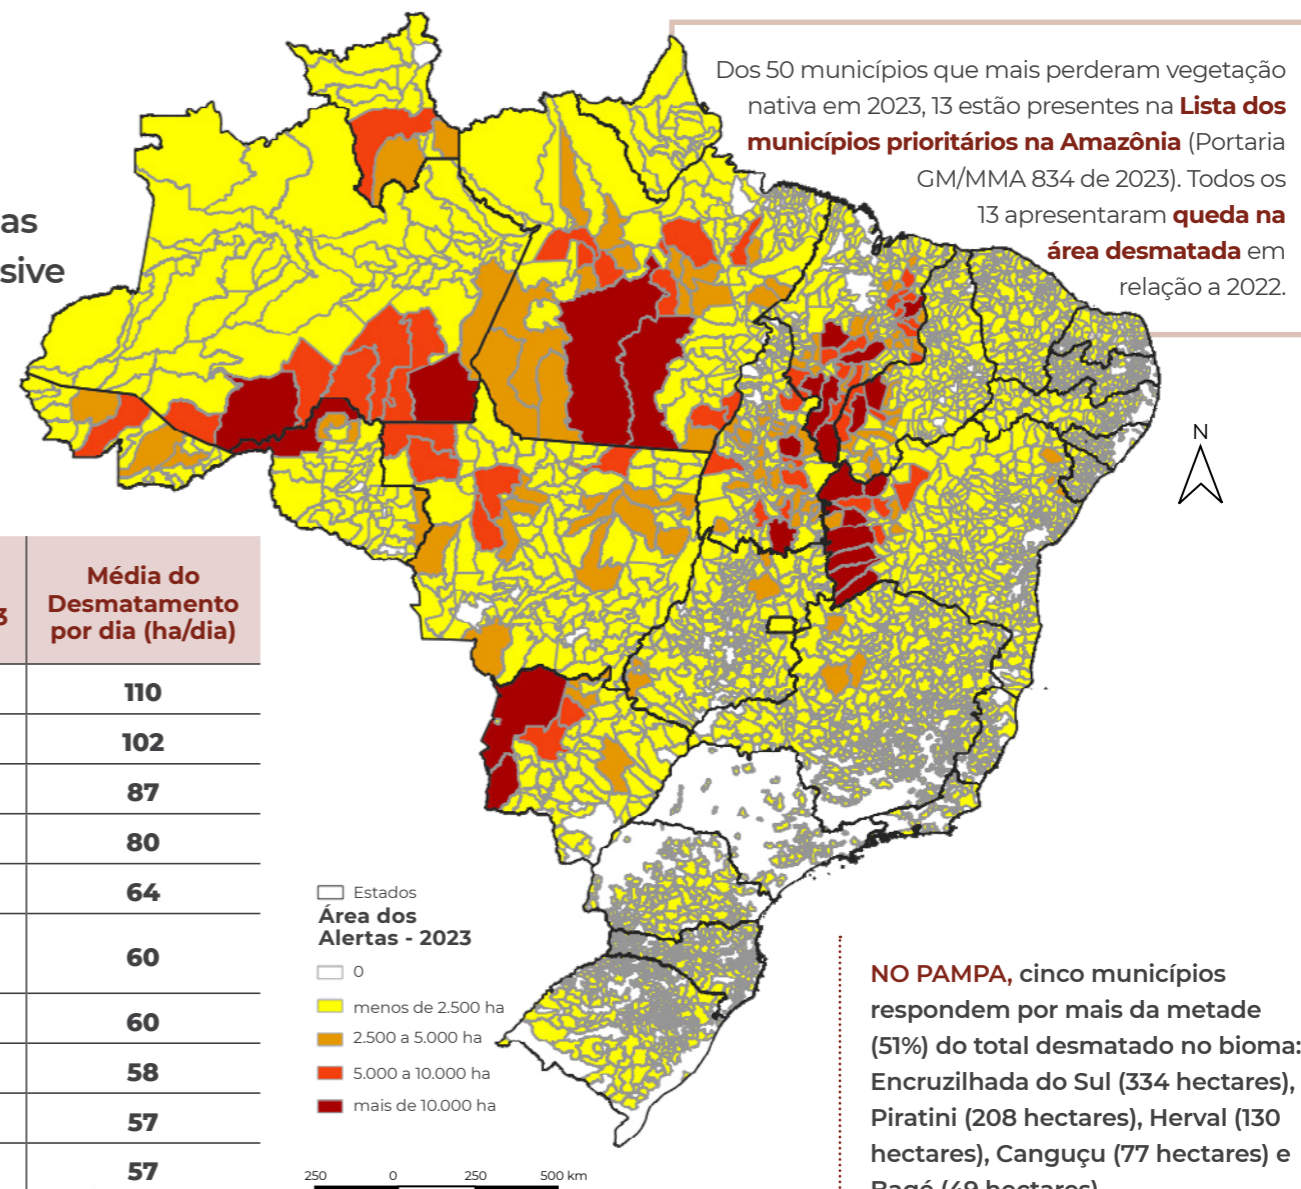 Dos 50 municípios que mais perderam vegetação
nativa em 2023, 13 estão presentes na Lista dos
municípios prioritários na Amazônia (Portaria
GM/MMA 834 de 2023). Todos os
13 apresentaram queda na
área desmatada em
relação a 2022.
as
sive
N
3
Média do
Desmatamento
por dia (ha/dia)
110
102
87
80
64
60
60
58
57
57
Estados
Área dos
Alertas - 2023
0
menos de 2.500 ha
2.500 a 5.000 ha
5.000 a 10.000 ha
mais de 10.000 ha
250 0 250 500 km
NO PAMPA, cinco municípios
respondem por mais da metade
(51%) do total desmatado no bioma:
Encruzilhada do Sul (334 hectares),
Piratini (208 hectares), Herval (130
hectares), Canguçu (77 hectares) e
Bagé (49 hectares)